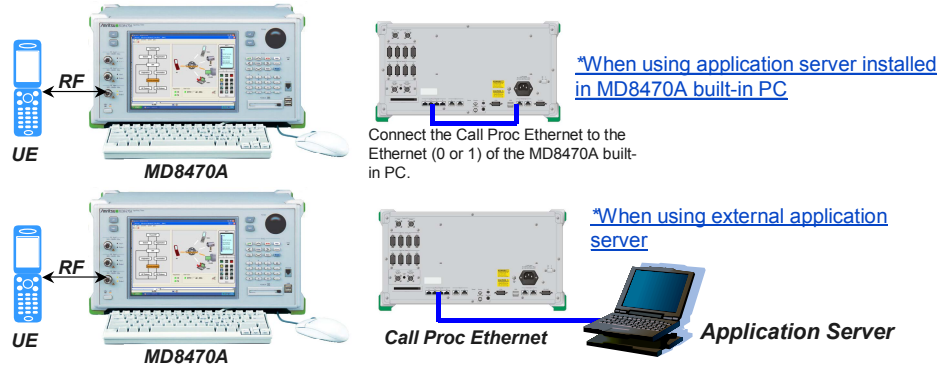 RF
UE
MD8470A
*When using application server installed
in MD8470A built-in PC
Connect the Call Proc Ethernet to the
Ethernet (0 or 1) of the MD8470A built-
in PC.
RF
UE
MD8470A
*When using external application
server
Call Proc Ethernet
Application Server